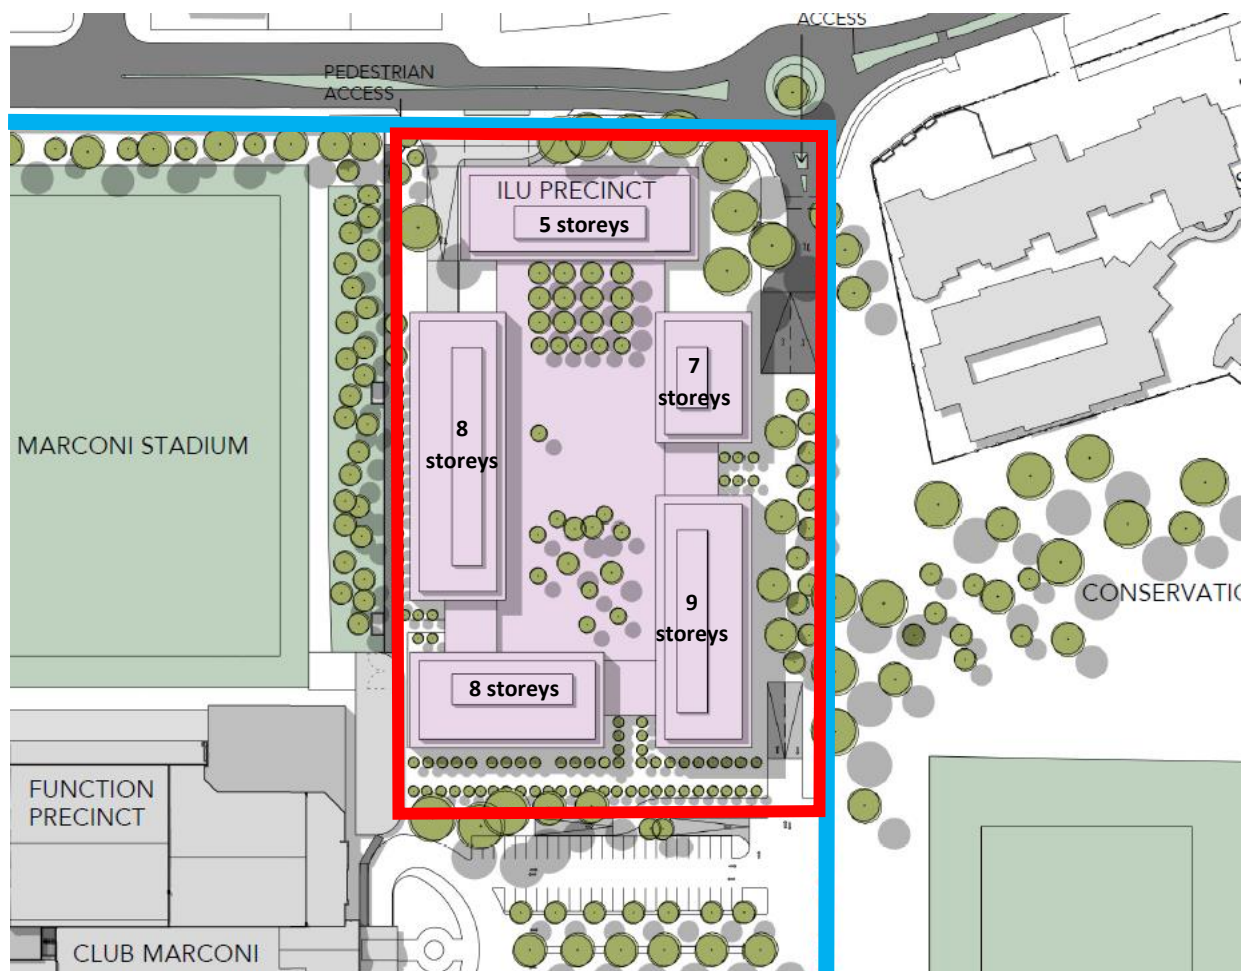 ACCESS
PEDESTRIAN
ACCESS
ILU PRECINCT
5 storeys
7
storeys
MARCONI STADIUM
8
storeys
9
storeys
CONSERVATIO
8 storeys
FUNCTION
PRECINCT
CLUB MARCONI